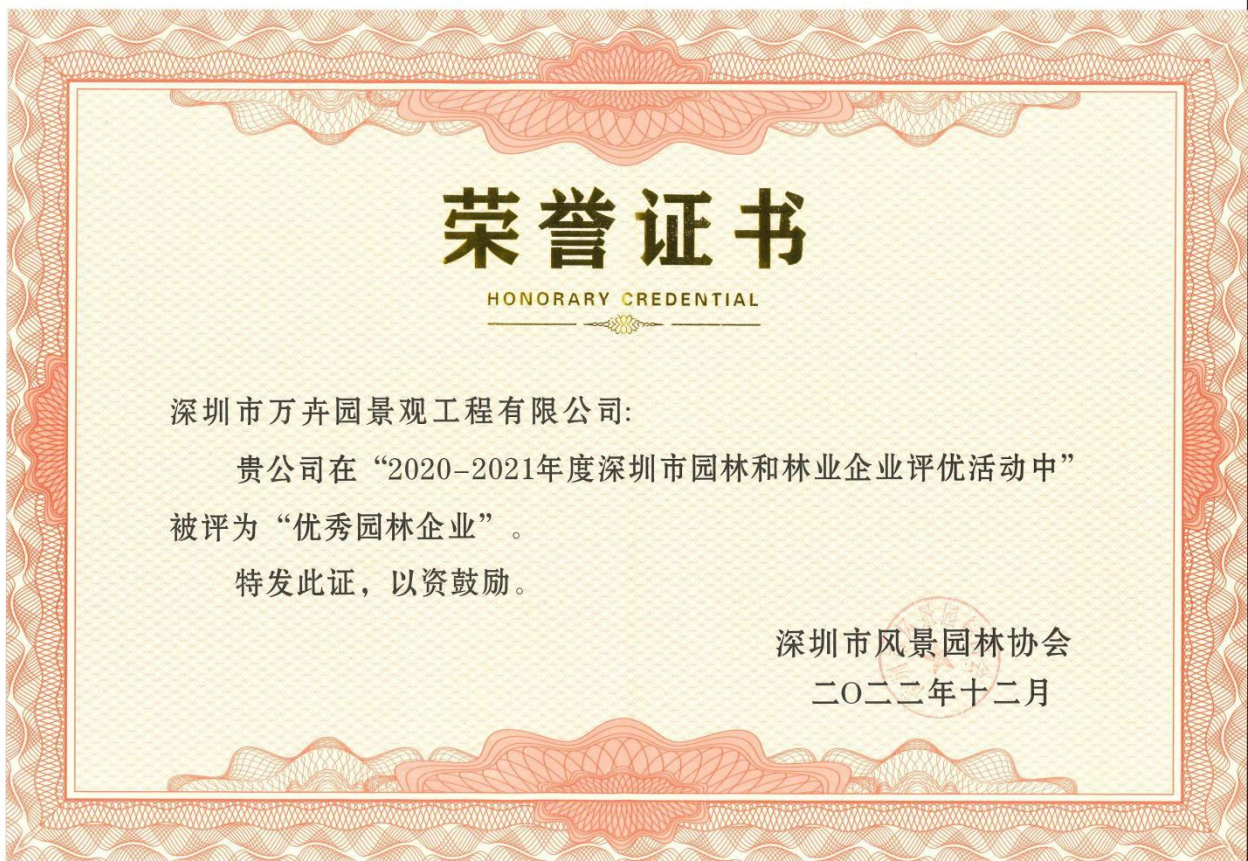 荣誉证书
HONORARY CREDENTIAL
深圳市万卉园景观工程有限公司:
贵公司在“2020-2021年度深圳市园林和林业企业评优活动中”
被评为“优秀园林企业”。
特发此证，以资鼓励。
深圳市风景园林协会
二〇二二年十二月